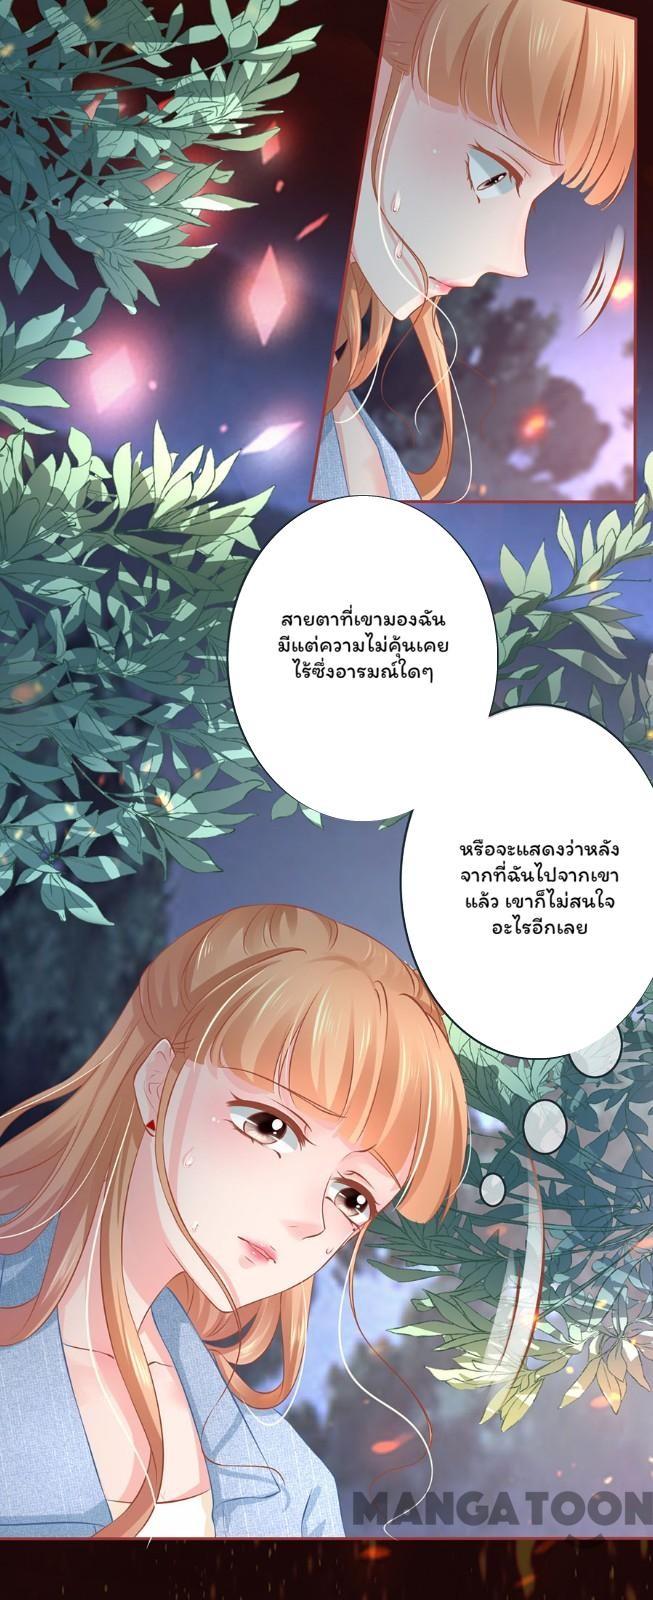 สายตาที่เขามองฉัน
มีแต่ความไม่คุ้นเคย
ไร้ซึ่งอารมณ์ใดๆ
หรือจะแสดงว่าหลัง
จากที่ฉันไปจากเขา
แล้ว เขาก็ไม่สนใจ
อะไรอีกเลย
MANGA TOON